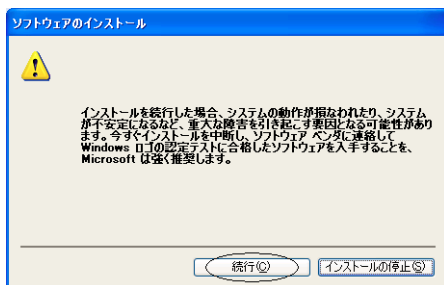 ソフトウェアのインストール
インストールを続行した場合、システムの動作が損なわれたり、システム
が不安定になるなど、重大な障害を引き起こす要因となる可能性があり
ます。今すぐインストールを中断し、ソフトウェア ベンダに連絡して
Windows ロゴの認定テストに合格したソフトウェアを入手することを、
Microsoft は強く推奨します。
続行(C) インストールの停止(S)